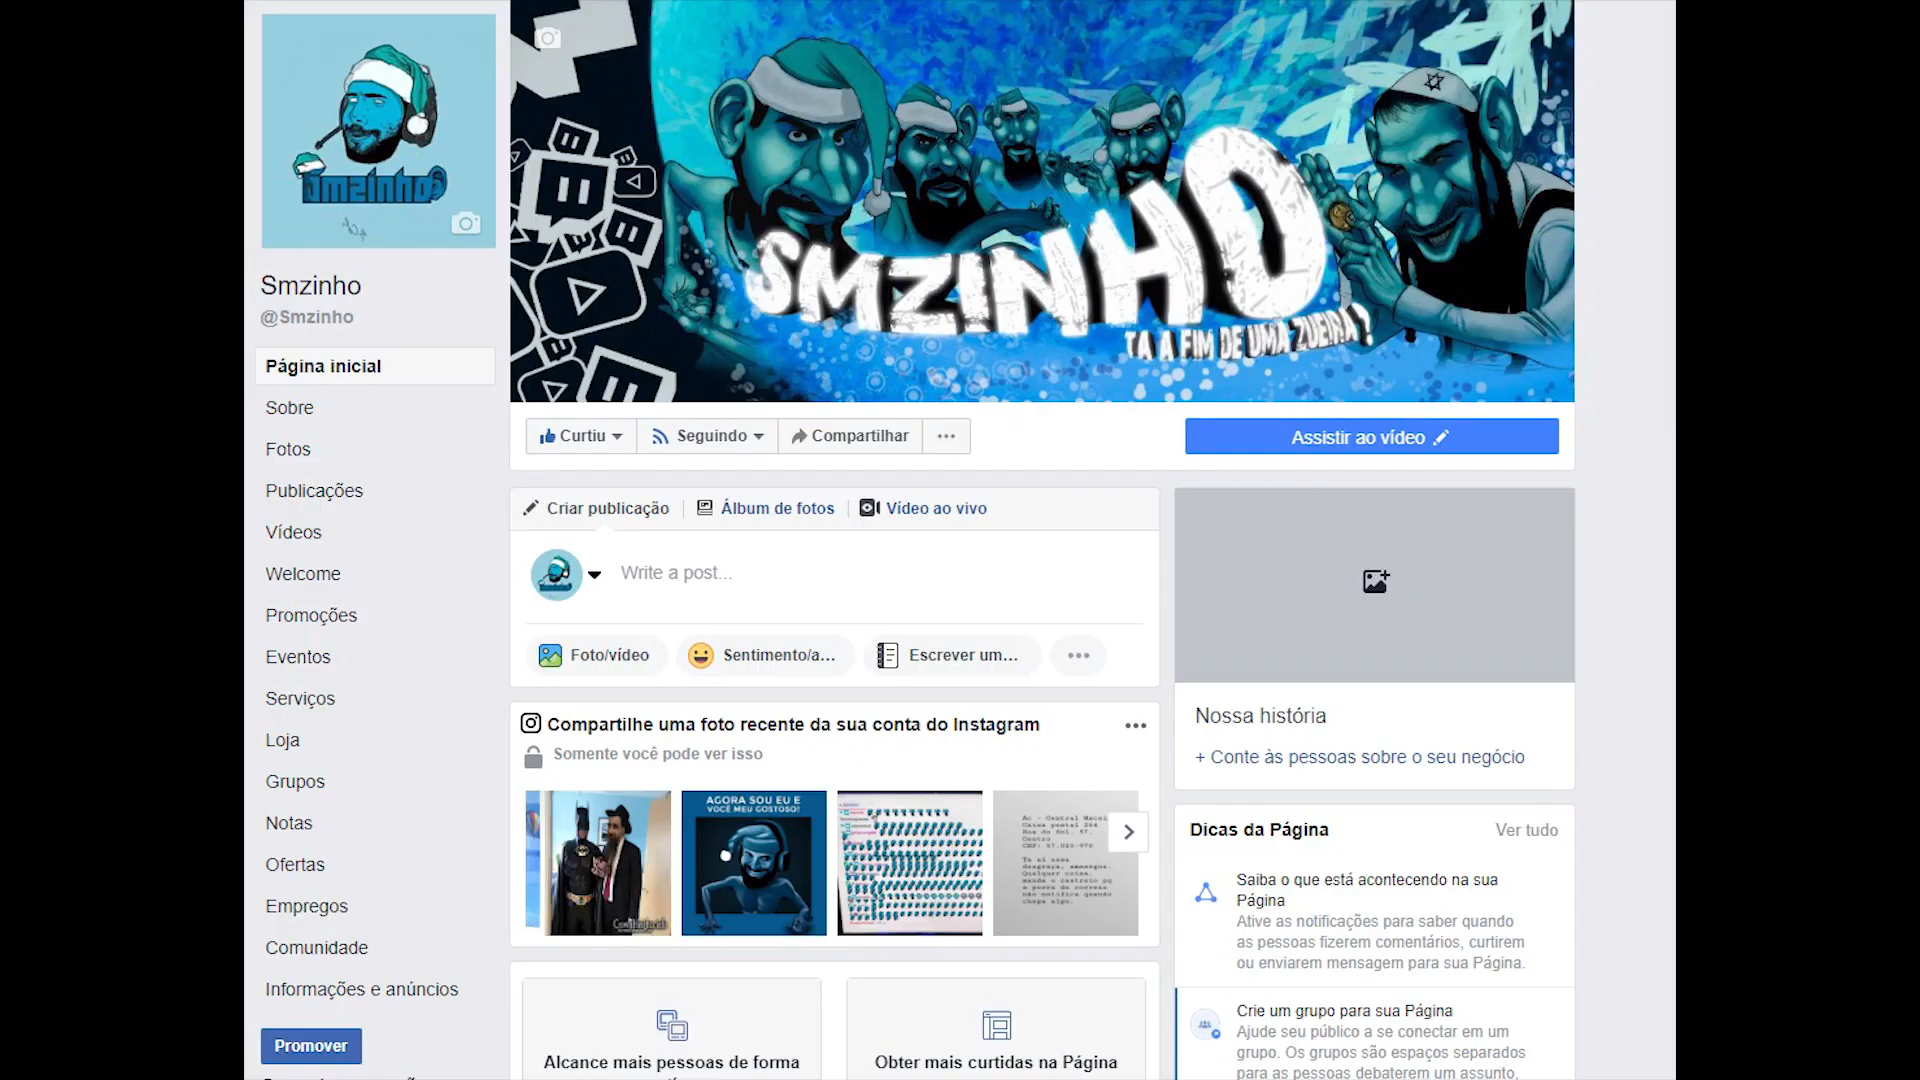 Smzinho
@Smzinho
Página inicial
Sobre
Fotos
Publicações
Vídeos
Welcome
Promoções
Eventos
Serviços
Loja
Grupos
Notas
Ofertas
Empregos
Comunidade
Informações e anúncios
Promover
SMZINHO
TA A FIM DE UMA ZUEIRA!
Curtiu
Seguindo
Compartilhar
Assistir ao vídeo
Criar publicação
Álbum de fotos
Vídeo ao vivo
Write a post...
Foto/vídeo
Sentimento/a...
Escrever um...
Compartilhe uma foto recente da sua conta do Instagram
Somente você pode ver isso
AGORA SOU EU E
VOCÊ MEU GOSTOSO!
Alcance mais pessoas de forma
Obter mais curtidas na Página
Nossa história
+ Conte às pessoas sobre o seu negócio
Dicas da Página
Ver tudo
Saiba o que está acontecendo na sua
Página
Ative as notificações para saber quando
as pessoas fizerem comentários, curtirem
ou enviarem mensagem para sua Página.
Crie um grupo para sua Página
Ajude seu público a se conectar em um
grupo. Os grupos são espaços separados
para as pessoas debaterem um assunto,